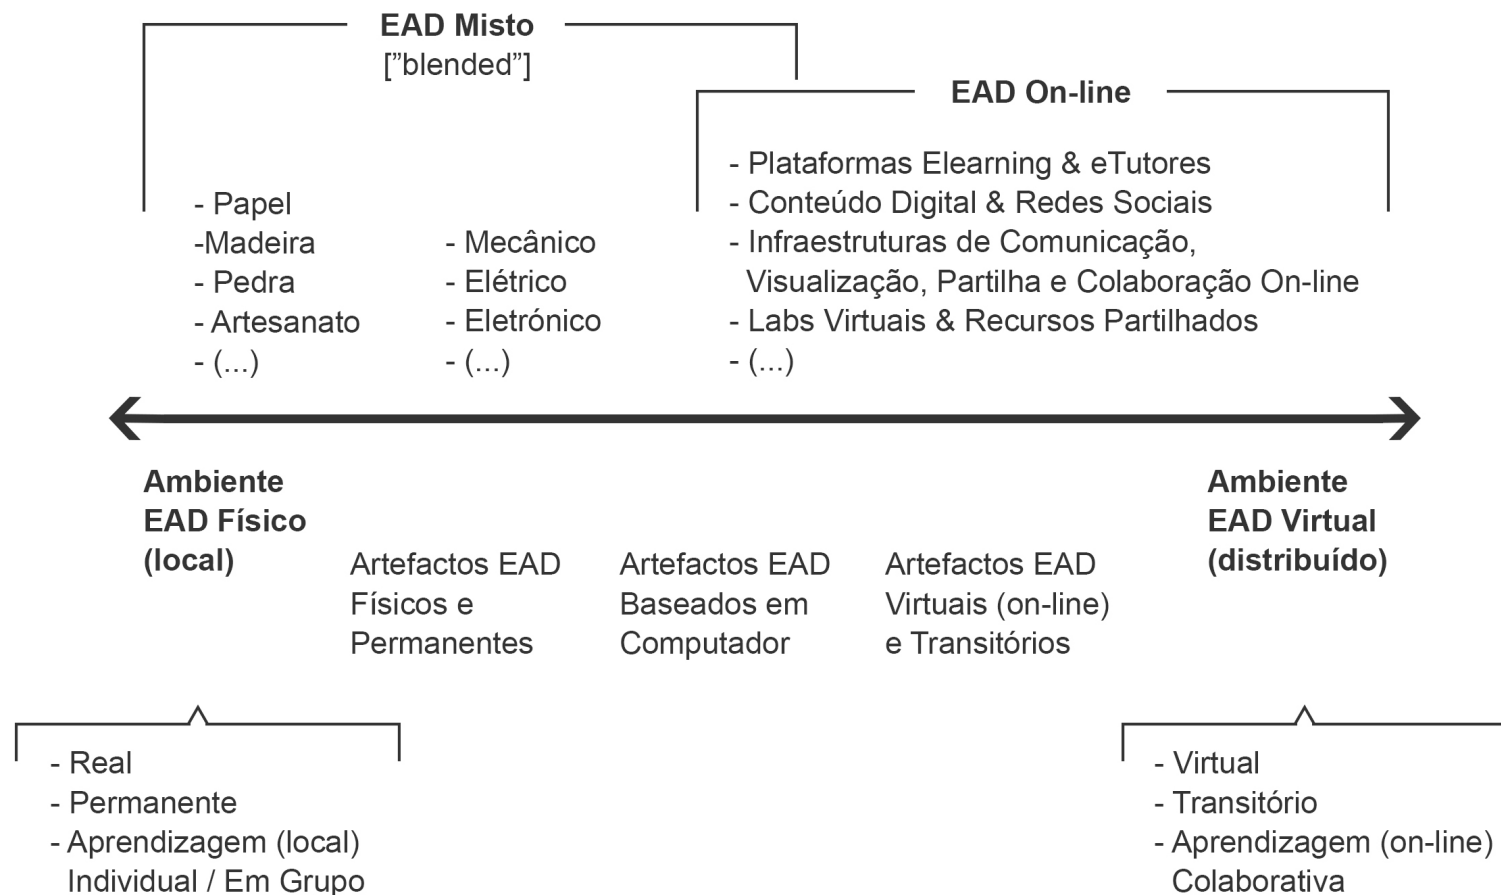 EAD Misto
["blended"]
EAD On-line
- Papel
-Madeira
- Pedra
- Artesanato
- (...)
- Mecânico
- Elétrico
- Eletrónico
- (...)
- Plataformas Elearning & eTutores
- Conteúdo Digital & Redes Sociais
- Infraestruturas de Comunicação,
Visualização, Partilha e Colaboração On-line
- Labs Virtuais & Recursos Partilhados
- (...)
Ambiente
EAD Físico
(local)
Artefactos EAD
Físicos e
Permanentes
Artefactos EAD
Baseados em
Computador
Artefactos EAD
Virtuais (on-line)
e Transitórios
Ambiente
EAD Virtual
(distribuído)
- Real
- Permanente
- Aprendizagem (local)
Individual / Em Grupo
- Virtual
- Transitório
- Aprendizagem (on-line)
Colaborativa